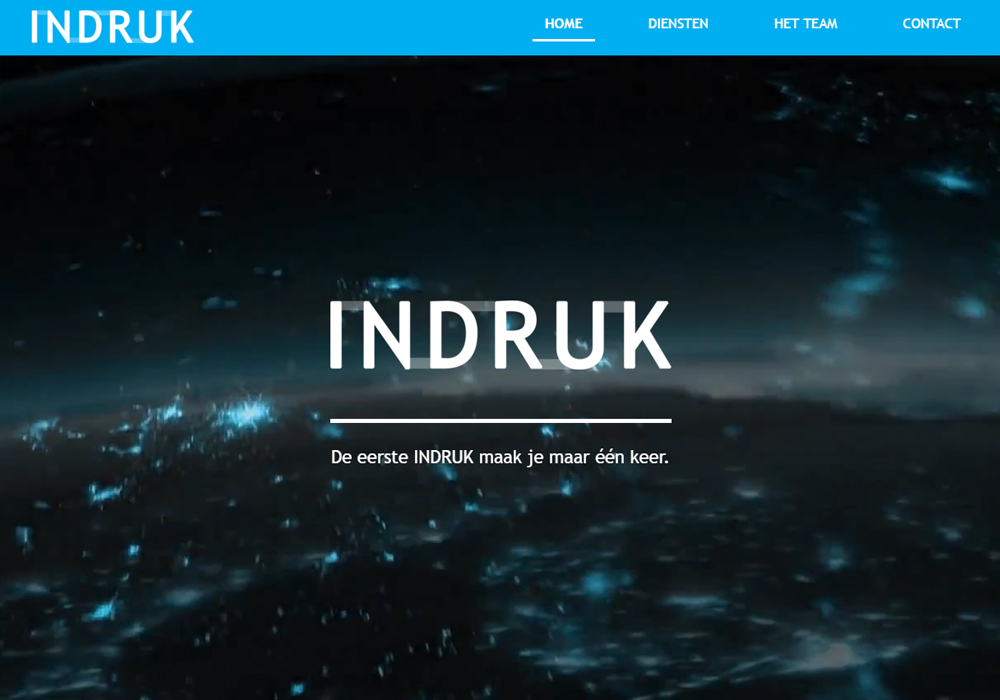 INDRUK
HOME DIENSTEN HET TEAM CONTACT
INDRUK
De eerste INDRUK maak je maar één keer.